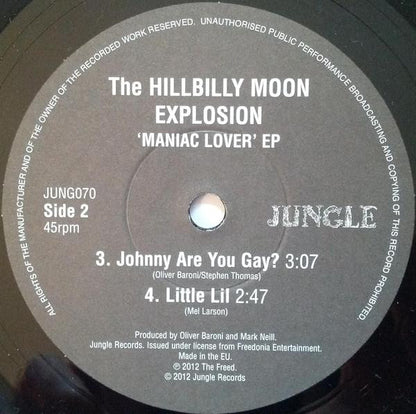 ALL RIGHTS OF THE MANUFACTURER AND OF THE OWNER OF THE RECORDED WORK RESERVED. UNAUTHORISED PUBLIC PERFORMANCE BROADCASTING AND COPYING OF THIS RECORD PROHIBITED.
The HILLBILLY MOON
EXPLOSION
'MANIAC LOVER' EP
JUNG070
Side 2
45rpm
JUNGLE
3. Johnny Are You Gay? 3:07
(Oliver Baroni/Stephen Thomas)
4. Little Lil 2:47
(Mel Larson)
Produced by Oliver Baroni and Mark Neill.
Jungle Records. Issued under license from Freedonia Entertainment.
Made in the EU.
℗ 2012 The Freed.
© 2012 Jungle Records